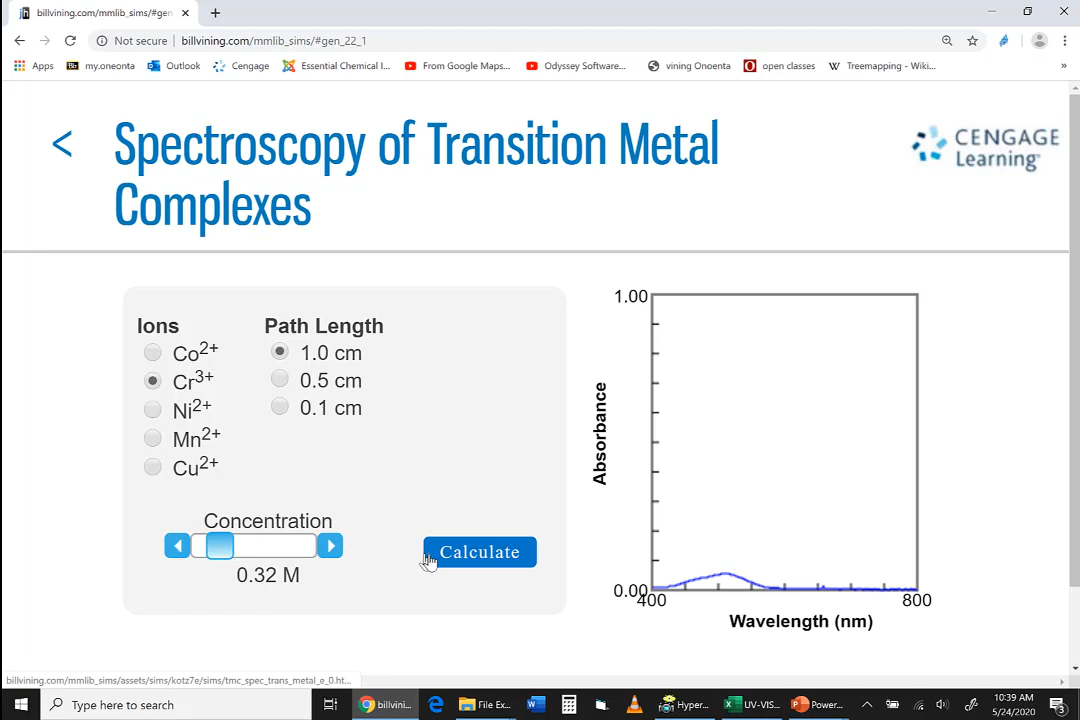 billvining.com/mmlib_sims/#gen
Not secure
billvining.com/mmlib_sims/#gen_22_1
Apps
my.oneonta
Outlook
Cengage
Essential Chemical I...
From Google Maps...
Odyssey Software...
vining Onoenta
open classes
Treemapping - Wiki...
»
<
Spectroscopy of Transition Metal
Complexes
CENGAGE
Learning
Ions
Path Length
Co2+
1.0 cm
Cr3+
0.5 cm
Ni2+
0.1 cm
Mn2+
Cu2+
Concentration
0.32 M
Calculate
1.00
Absorbance
0.00
400
800
Wavelength (nm)
billvining.com/mmlib_sims/assets/sims/kotz7e/sims/tmc_spec_trans_metal_e_0.ht...
Type here to search
billvini...
File Ex...
Hyper...
UV-VIS...
Power...
10:39 AM
5/24/2020
3